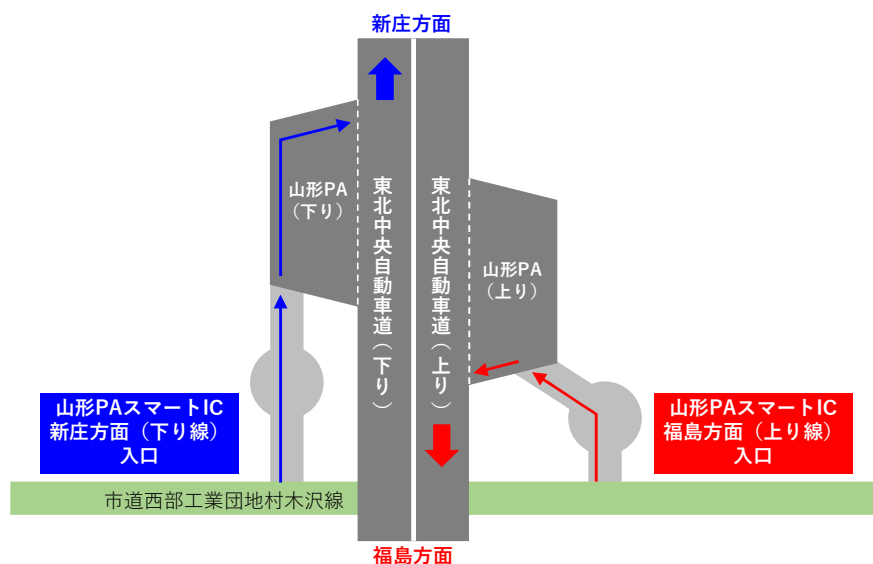 新庄方面
山形PA
（下り）
東北中央自動車道（下り）
東北中央自動車道（上り）
山形PA
（上り）
山形PAスマートIC
新庄方面（下り線）
入口
山形PAスマートIC
福島方面（上り線）
入口
市道西部工業団地村木沢線
福島方面